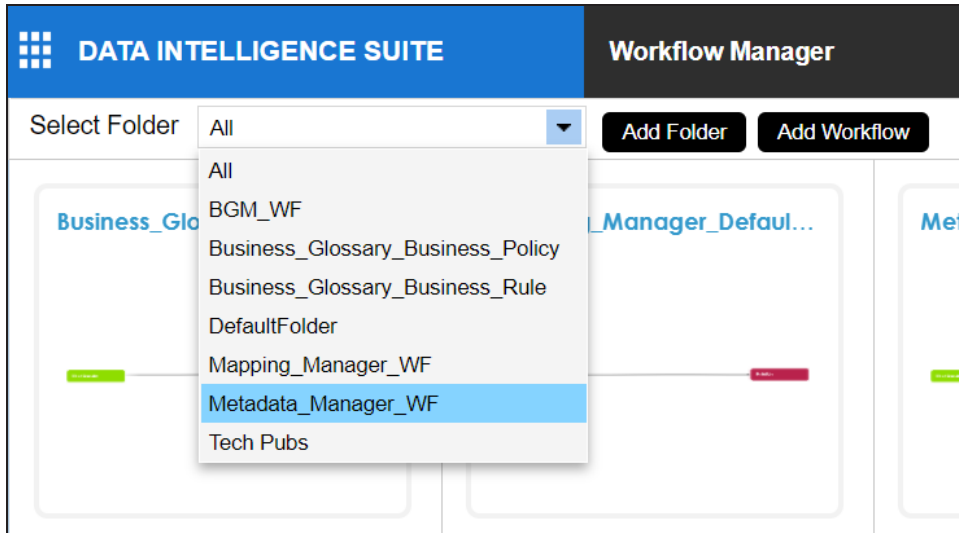 DATA INTELLIGENCE SUITE
Workflow Manager
Select Folder
All
Add Folder
Add Workflow
All
BGM_WF
Business_Glossary_Business_Policy
Business_Glossary_Business_Rule
DefaultFolder
Mapping_Manager_WF
Metadata_Manager_WF
Tech Pubs
Business_Glo
_Manager_Defaul...
Met